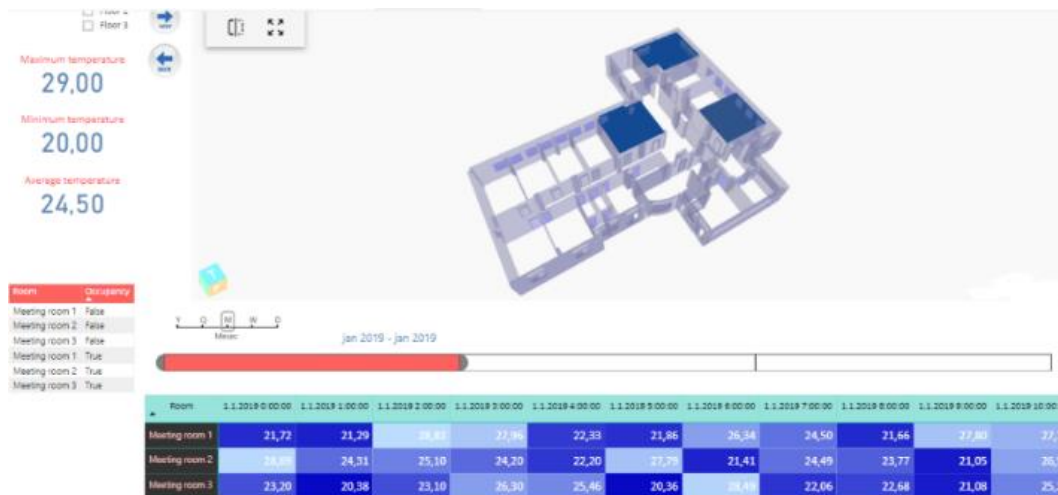 Floor 3
Maximum temperature
29,00
Minimum temperature
20,00
Average temperature
24,50
Room Occupancy
Meeting room 1 False
Meeting room 2 False
Meeting room 3 False
Meeting room 1 True
Meeting room 2 True
Meeting room 3 True
Y Q M W D
Mesec
jan 2019 - jan 2019
Room 1.1.2019 0:00:00 1.1.2019 1:00:00 1.1.2019 2:00:00 1.1.2019 3:00:00 1.1.2019 4:00:00 1.1.2019 5:00:00 1.1.2019 6:00:00 1.1.2019 7:00:00 1.1.2019 8:00:00 1.1.2019 9:00:00
Meeting room 1 21,72 21,29 27,96 22,33 21,86 26,34 24,50 21,66 27,80
Meeting room 2 24,31 25,10 24,20 22,20 27,79 21,41 24,49 23,77 21,05
Meeting room 3 23,20 20,38 23,10 26,30 25,46 20,36 28,49 22,06 22,68 21,08